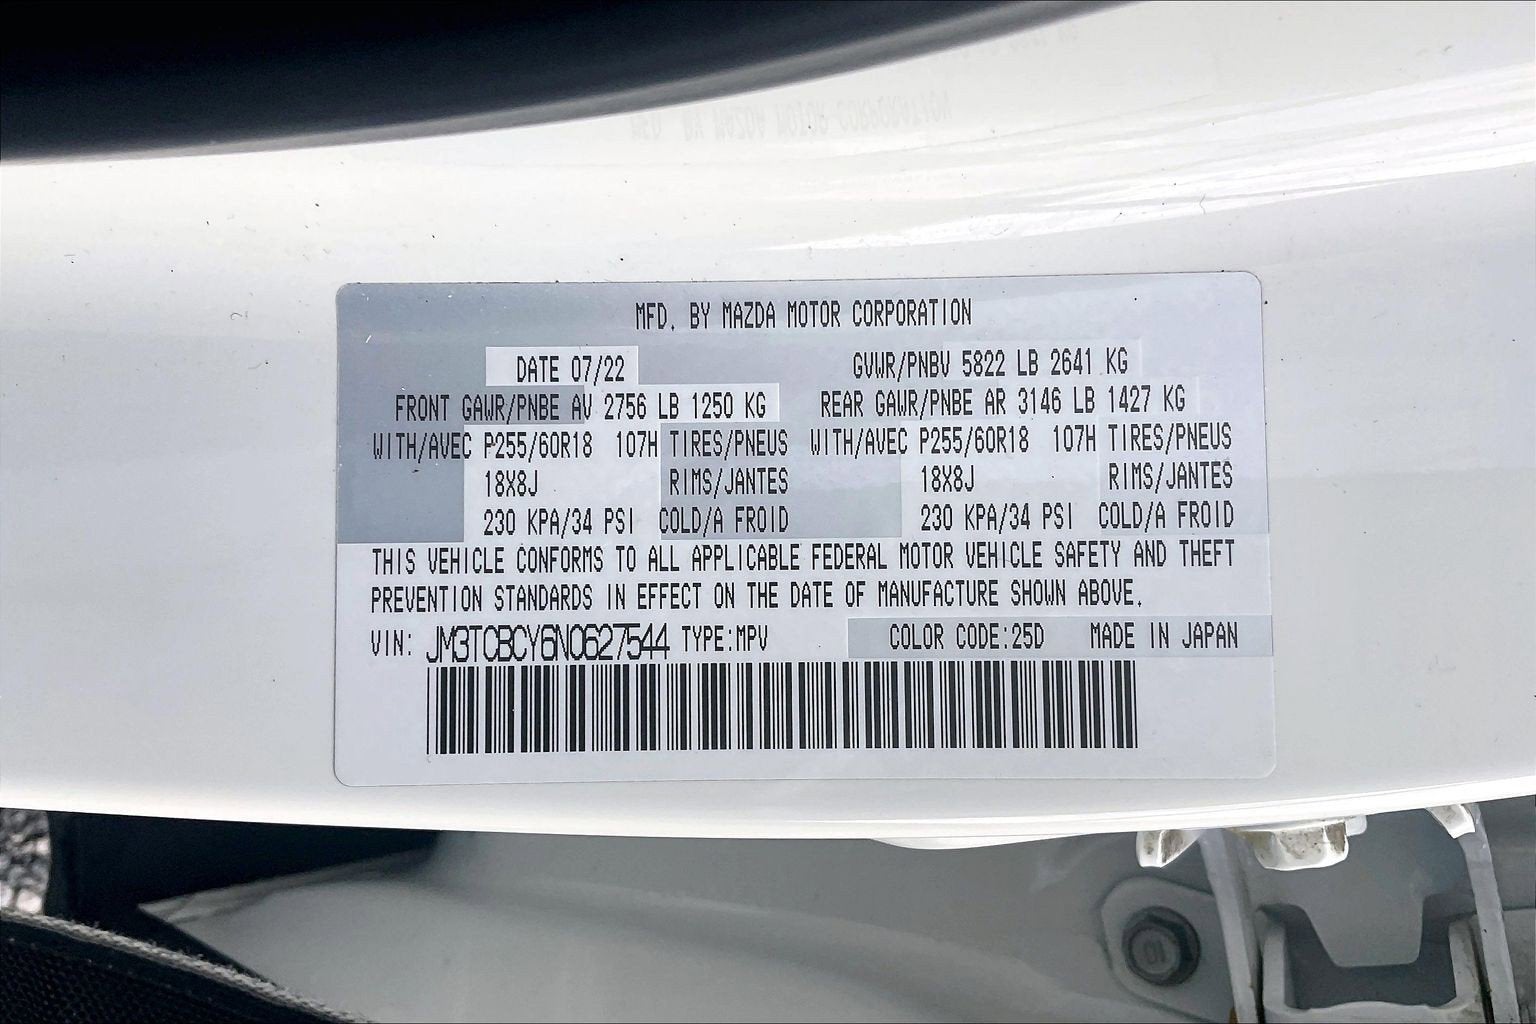 MFD. BY MAZDA MOTOR CORPORATION
DATE 07/22 GVWR/PNBV 5822 LB 2641 KG
FRONT GAWR/PNBE AV 2756 LB 1250 KG REAR GAWR/PNBE AR 3146 LB 1427 KG
WITH/AVEC P255/60R18 107H TIRES/PNEUS WITH/AVEC P255/60R18 107H TIRES/PNEUS
18X8J RIMS/JANTES 18X8J RIMS/JANTES
230 KPA/34 PSI COLD/A FROID 230 KPA/34 PSI COLD/A FROID
THIS VEHICLE CONFORMS TO ALL APPLICABLE FEDERAL MOTOR VEHICLE SAFETY AND THEFT
PREVENTION STANDARDS IN EFFECT ON THE DATE OF MANUFACTURE SHOWN ABOVE.
VIN: JM3TCBCY6N0627544 TYPE:MPV COLOR CODE:25D MADE IN JAPAN